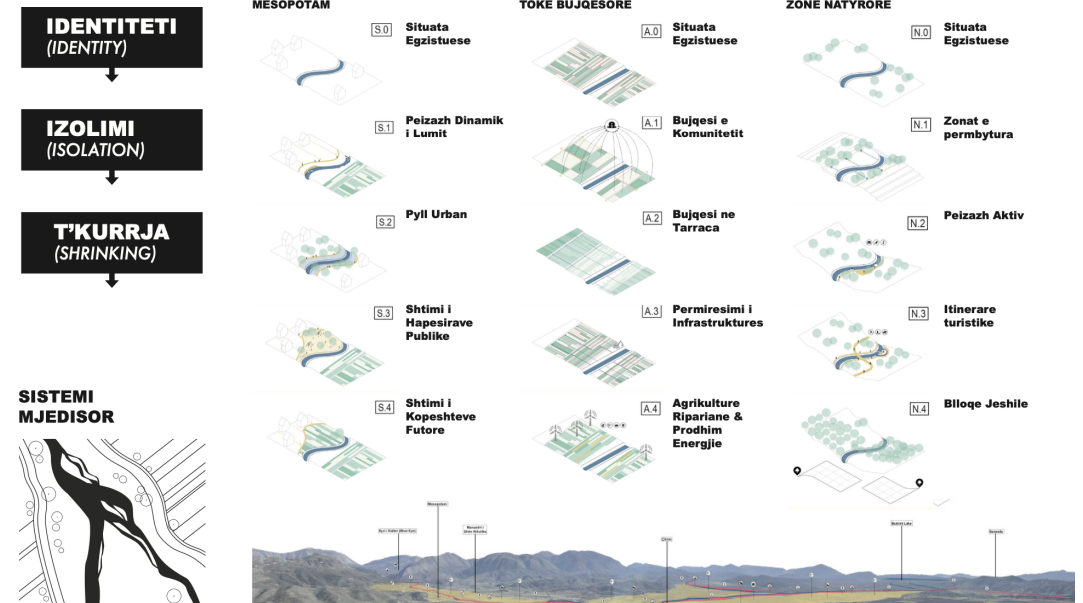 IDENTITETI
(IDENTITY)
IZOLIMI
(ISOLATION)
T'KURRJA
(SHRINKING)
SISTEMI
MJEDISOR
MESOPOTAM
S.0
Situata
Egzistuese
S.1
Peizazh Dinamik
i Lumit
S.2
Pyll Urban
S.3
Shtimi i
Hapesirave
Publike
S.4
Shtimi i
Kopeshteve
Futore
TOKE BUJQESORE
A.0
Situata
Egzistuese
A.1
Bujqesi e
Komunitetit
A.2
Bujqesi ne
Tarraca
A.3
Permiresimi i
Infrastruktures
A.4
Agrikulture
Ripariane &
Prodhim
Energjie
ZONE NATYRORE
N.0
Situata
Egzistuese
N.1
Zonat e
permbytura
N.2
Peizazh Aktiv
N.3
Itinerare
turistike
N.4
Blloqe Jeshile
Mesopotam